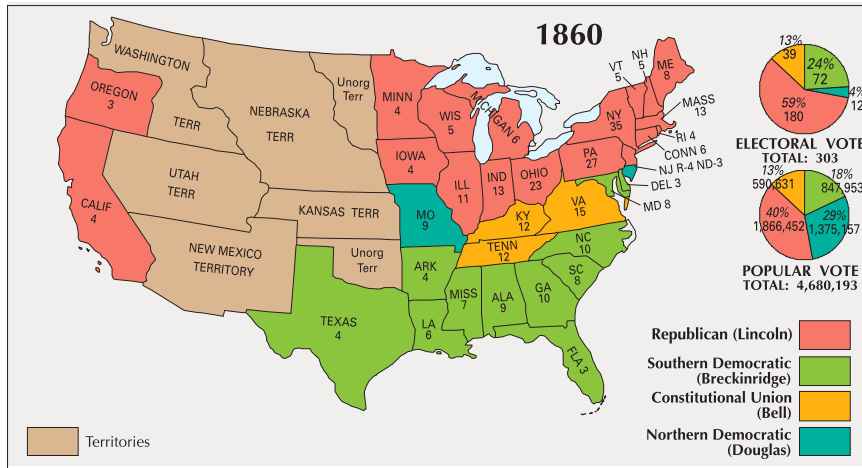 1860
WASHINGTON
TERR
OREGON
3
CALIF
4
UTAH
TERR
NEBRASKA
TERR
Unorg
Terr
KANSAS TERR
NEW MEXICO
TERRITORY
Unorg
Terr
TEXAS
4
MINN
4
IOWA
4
MO
9
ARK
4
LA
6
WIS
5
ILL
11
MICHIGAN 6
IND
13
OHIO
23
KY
12
TENN
12
MISS
7
ALA
9
GA
10
FLA 3
SC
8
NC
10
VA
15
PA
27
NY
35
VT
5
NH
5
ME
8
MASS
13
RI 4
CONN 6
NJ R-4 ND-3
DEL 3
MD 8
13%
39
24%
72
4%
12
59%
180
ELECTORAL VOTE
TOTAL: 303
13%
590,631
18%
847,953
40%
1,866,452
29%
1,375,157
POPULAR VOTE
TOTAL: 4,680,193
Republican (Lincoln)
Southern Democratic
(Breckinridge)
Constitutional Union
(Bell)
Northern Democratic
(Douglas)
Territories